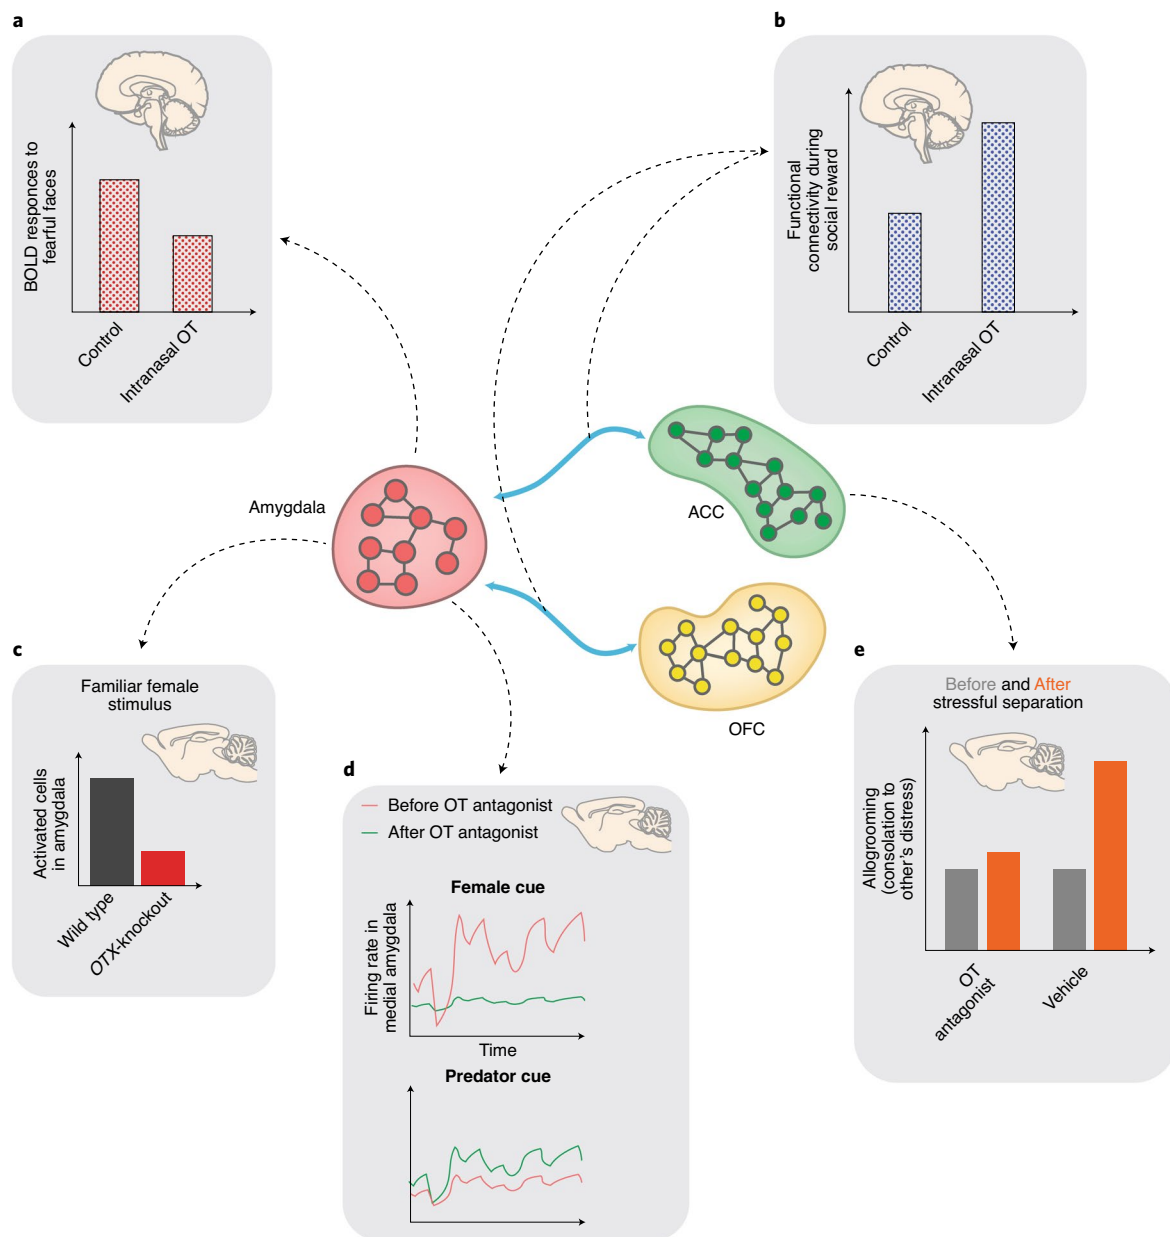 a
BOLD responces to
fearful faces
Control
Intranasal OT
b
Functional
connectivity during
social reward
Control
Intranasal OT
Amygdala
ACC
OFC
c
Familiar female
stimulus
Activated cells
in amygdala
Wild type
OTX-knockout
d
Before OT antagonist
After OT antagonist
Female cue
Firing rate in
medial amygdala
Time
Predator cue
e
Before and After
stressful separation
Allogrooming
(consolation to
other's distress)
OT
antagonist
Vehicle